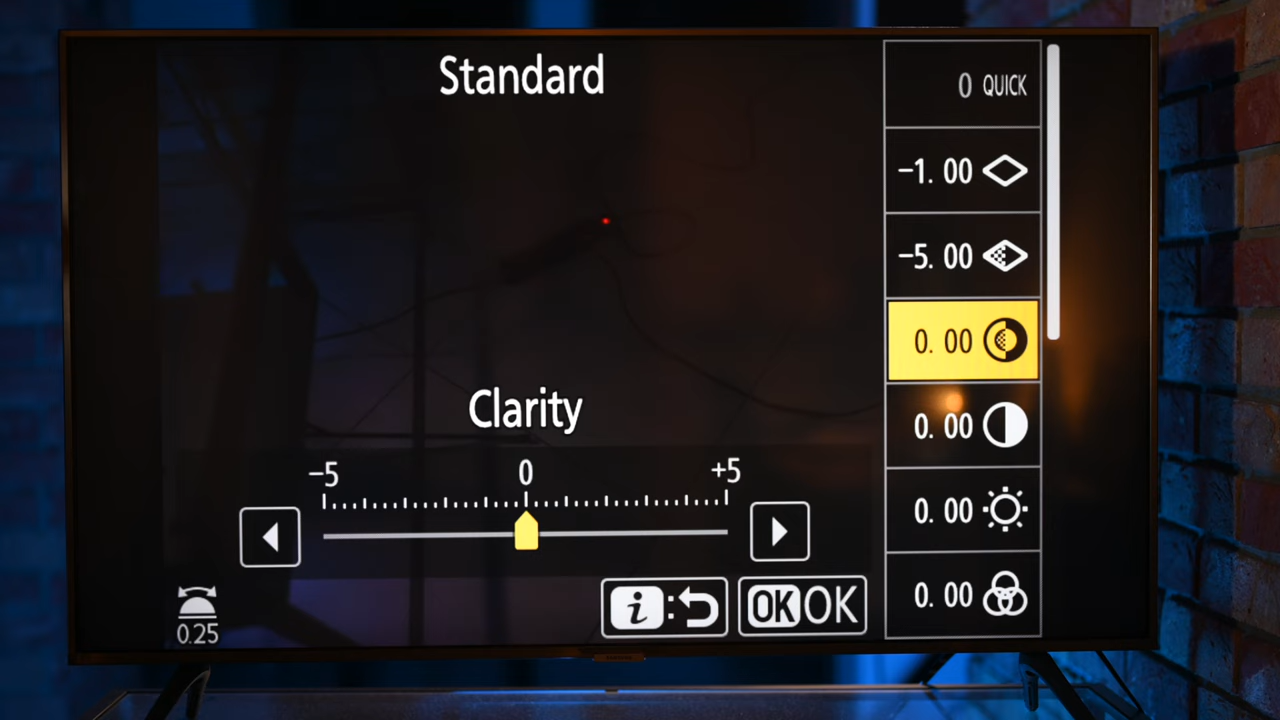 Standard
0 QUICK
−1. 00
−5. 00
0. 00
0. 00
0. 00
0. 00
Clarity
−5 0 +5
0.25
i : OK OK